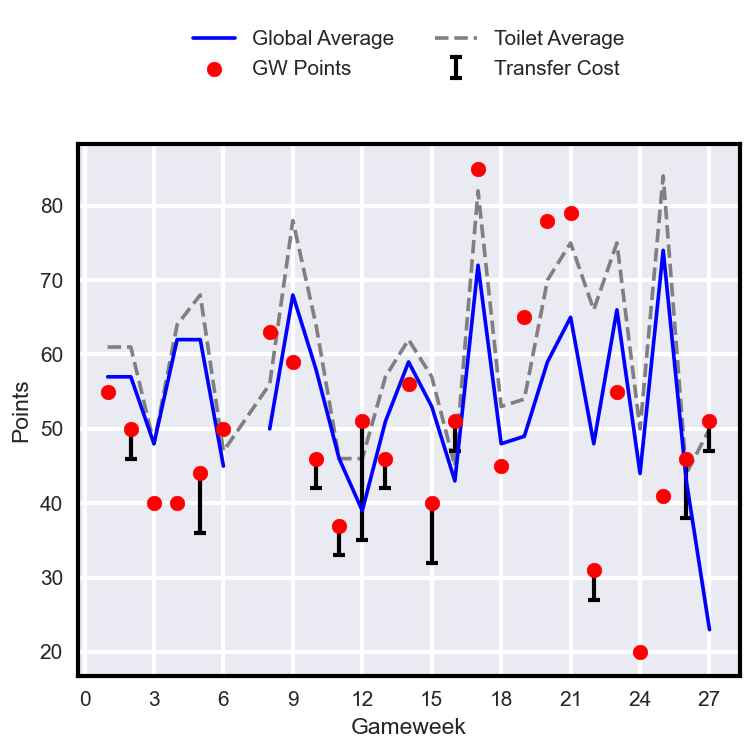 Global Average
Toilet Average
GW Points
Transfer Cost
80
70
60
50
40
30
20
Points
0 3 6 9 12 15 18 21 24 27
Gameweek